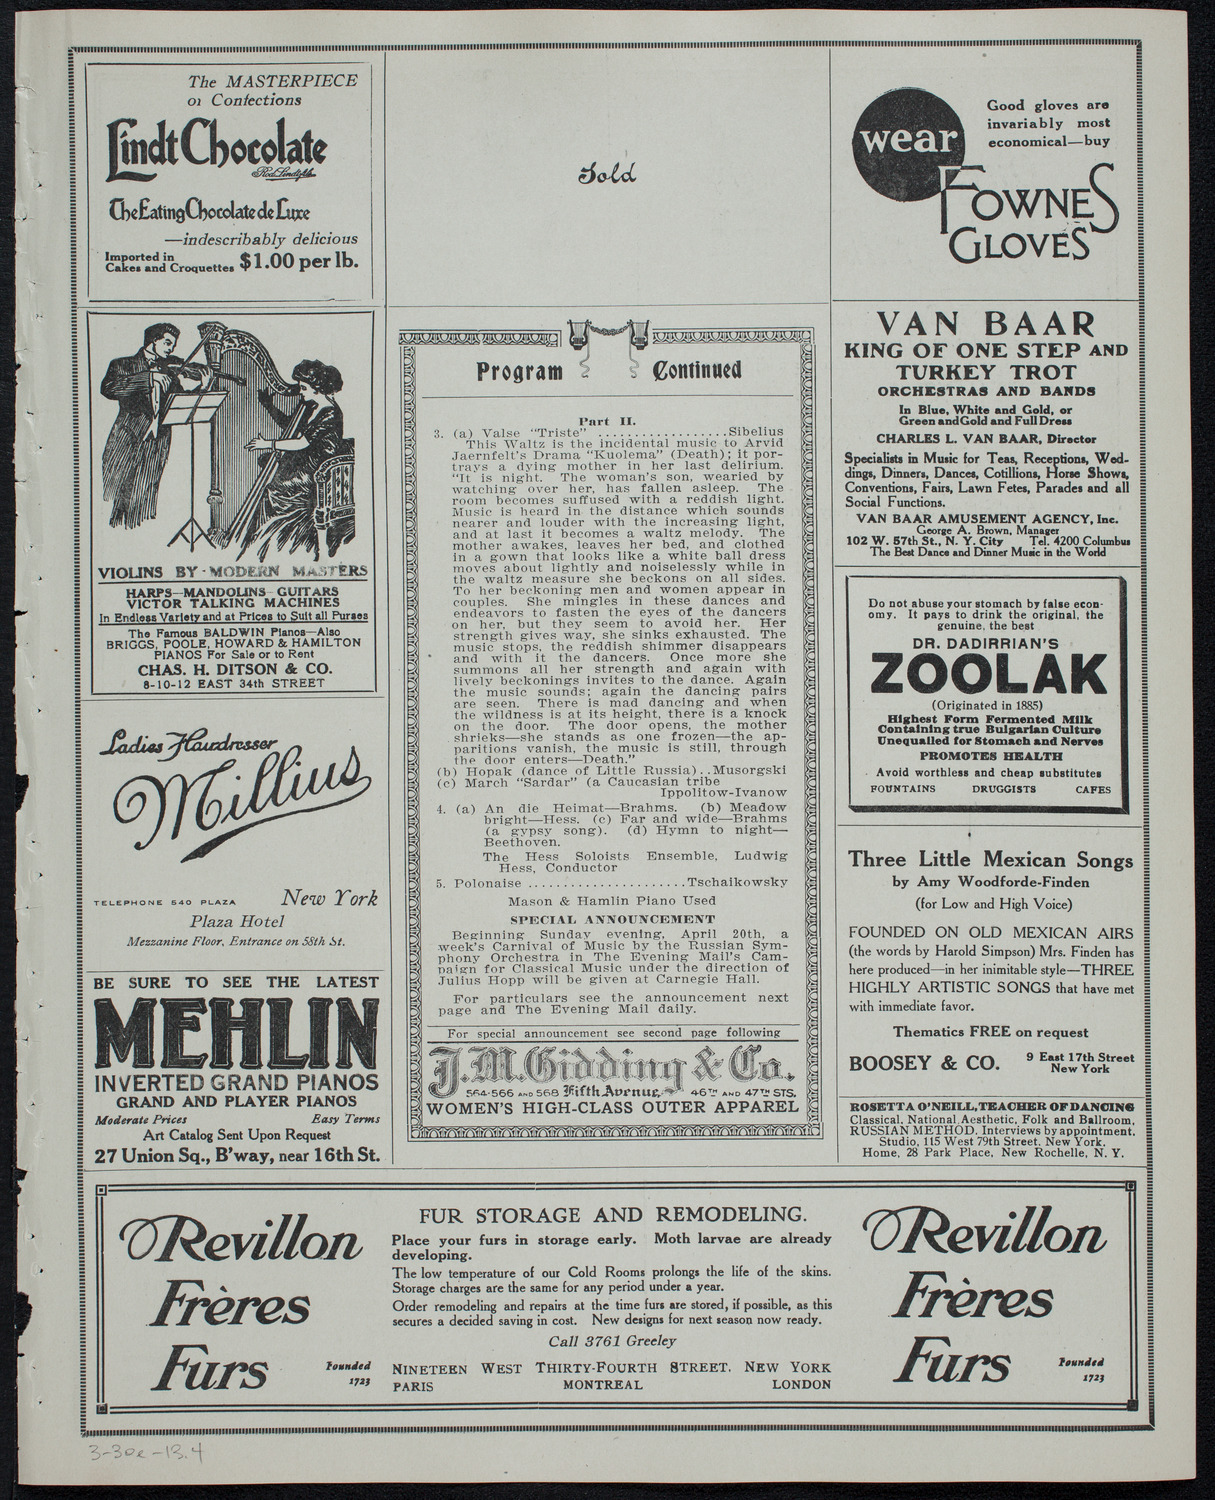 The MASTERPIECE
of Confections
Lindt Chocolate
The Eating Chocolate de Luxe
—indescribably delicious
Imported in
Cakes and Croquettes $1.00 per lb.
VIOLINS BY MODERN MASTERS
HARPS—MANDOLINS—GUITARS
VICTOR TALKING MACHINES
In Endless Variety and at Prices to Suit all Purses
The Famous BALDWIN Pianos—Also
BRIGGS, POOLE, HOWARD & HAMILTON
PIANOS For Sale or to Rent
CHAS. H. DITSON & CO.
8-10-12 EAST 34th STREET
Ladies Hairdresser
Millius
TELEPHONE 540 PLAZA New York
Plaza Hotel
Mezzanine Floor, Entrance on 58th St.
BE SURE TO SEE THE LATEST
MEHLIN
INVERTED GRAND PIANOS
GRAND AND PLAYER PIANOS
Moderate Prices Easy Terms
Art Catalog Sent Upon Request
27 Union Sq., B'way, near 16th St.
Sold
Program Continued
Part II.
3. (a) Valse "Triste" ..................Sibelius
This Waltz is the incidental music to Arvid
Jaernfelt's Drama "Kuolema" (Death); it por-
trays a dying mother in her last delirium.
"It is night. The woman's son, wearied by
watching over her, has fallen asleep. The
room becomes suffused with a reddish light.
Music is heard in the distance which sounds
nearer and louder with the increasing light,
and at last it becomes a waltz melody. The
mother awakes, leaves her bed, and clothed
in a gown that looks like a white ball dress
moves about lightly and noiselessly while in
the waltz measure she beckons on all sides.
To her beckoning men and women appear in
couples. She mingles in these dances and
endeavors to fasten the eyes of the dancers
on her, but they seem to avoid her. Her
strength gives way, she sinks exhausted. The
music stops, the reddish shimmer disappears
and with it the dancers. Once more she
summons all her strength and again with
lively beckonings invites to the dance. Again
the music sounds; again the dancing pairs
are seen. There is mad dancing and when
the wildness is at its height, there is a knock
on the door. The door opens, the mother
shrieks—she stands as one frozen—the ap-
paritions vanish, the music is still, through
the door enters—Death."
(b) Hopak (dance of Little Russia)..Musorgski
(c) March "Sardar" (a Caucasian tribe
Ippolitow-Ivanow
4. (a) An die Heimat—Brahms. (b) Meadow
bright—Hess. (c) Far and wide—Brahms
(a gypsy song). (d) Hymn to night—
Beethoven.
The Hess Soloists Ensemble, Ludwig
Hess, Conductor
5. Polonaise ......................Tschaikowsky
Mason & Hamlin Piano Used
SPECIAL ANNOUNCEMENT
Beginning Sunday evening, April 20th, a
week's Carnival of Music by the Russian Sym-
phony Orchestra in The Evening Mail's Cam-
paign for Classical Music under the direction of
Julius Hopp will be given at Carnegie Hall.
For particulars see the announcement next
page and The Evening Mail daily.
For special announcement see second page following
J.M. Gidding & Co.
564-566 AND 568 Fifth Avenue 46TH AND 47TH STS.
WOMEN'S HIGH-CLASS OUTER APPAREL
Good gloves are
invariably most
economical—buy
wear
FOWNES
GLOVES
VAN BAAR
KING OF ONE STEP AND
TURKEY TROT
ORCHESTRAS AND BANDS
In Blue, White and Gold, or
Green and Gold and Full Dress
CHARLES L. VAN BAAR, Director
Specialists in Music for Teas, Receptions, Wed-
dings, Dinners, Dances, Cotillions, Horse Shows,
Conventions, Fairs, Lawn Fetes, Parades and all
Social Functions.
VAN BAAR AMUSEMENT AGENCY, Inc.
George A. Brown, Manager
102 W. 57th St., N. Y. City Tel. 4200 Columbus
The Best Dance and Dinner Music in the World
Do not abuse your stomach by false econ-
omy. It pays to drink the original, the
genuine, the best
DR. DADIRRIAN'S
ZOOLAK
(Originated in 1885)
Highest Form Fermented Milk
Containing true Bulgarian Culture
Unequalled for Stomach and Nerves
PROMOTES HEALTH
Avoid worthless and cheap substitutes
FOUNTAINS DRUGGISTS CAFES
Three Little Mexican Songs
by Amy Woodforde-Finden
(for Low and High Voice)
FOUNDED ON OLD MEXICAN AIRS
(the words by Harold Simpson) Mrs. Finden has
here produced—in her inimitable style—THREE
HIGHLY ARTISTIC SONGS that have met
with immediate favor.
Thematics FREE on request
BOOSEY & CO. 9 East 17th Street
New York
ROSETTA O'NEILL, TEACHER OF DANCING
Classical, National Aesthetic, Folk and Ballroom.
RUSSIAN METHOD. Interviews by appointment.
Studio, 115 West 79th Street, New York.
Home, 28 Park Place, New Rochelle, N. Y.
Revillon
Frères
Furs
Founded
1723
FUR STORAGE AND REMODELING.
Place your furs in storage early. Moth larvae are already
developing.
The low temperature of our Cold Rooms prolongs the life of the skins.
Storage charges are the same for any period under a year.
Order remodeling and repairs at the time furs are stored, if possible, as this
secures a decided saving in cost. New designs for next season now ready.
Call 3761 Greeley
NINETEEN WEST THIRTY-FOURTH STREET, NEW YORK
PARIS MONTREAL LONDON
Revillon
Frères
Furs
Founded
1723